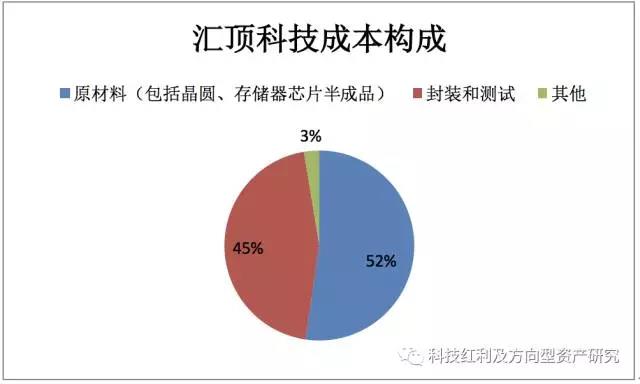 汇顶科技成本构成
原材料（包括晶圆、存储器芯片半成品） 封装和测试 其他
3%
45%
52%
科技红利及方向型资产研究